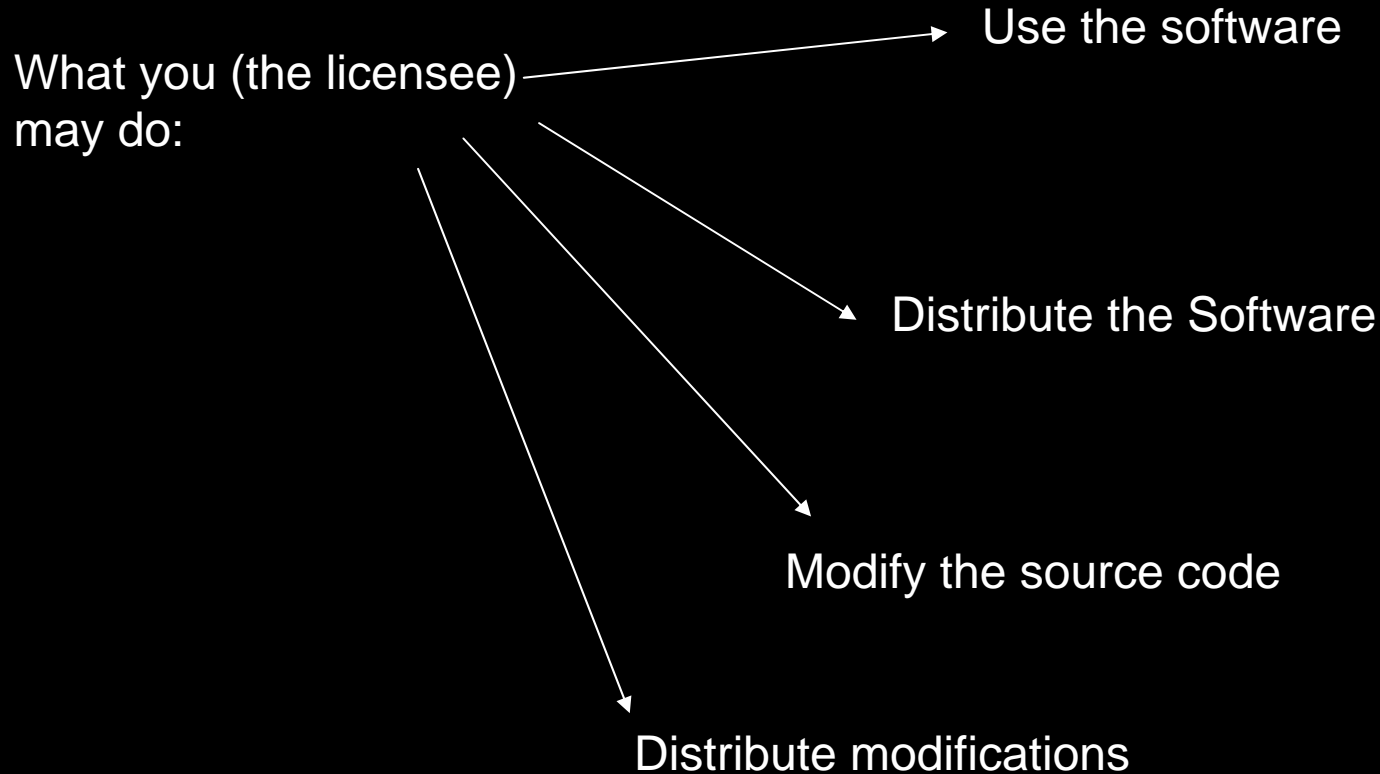 What you (the licensee)
may do:
Use the software
Distribute the Software
Modify the source code
Distribute modifications